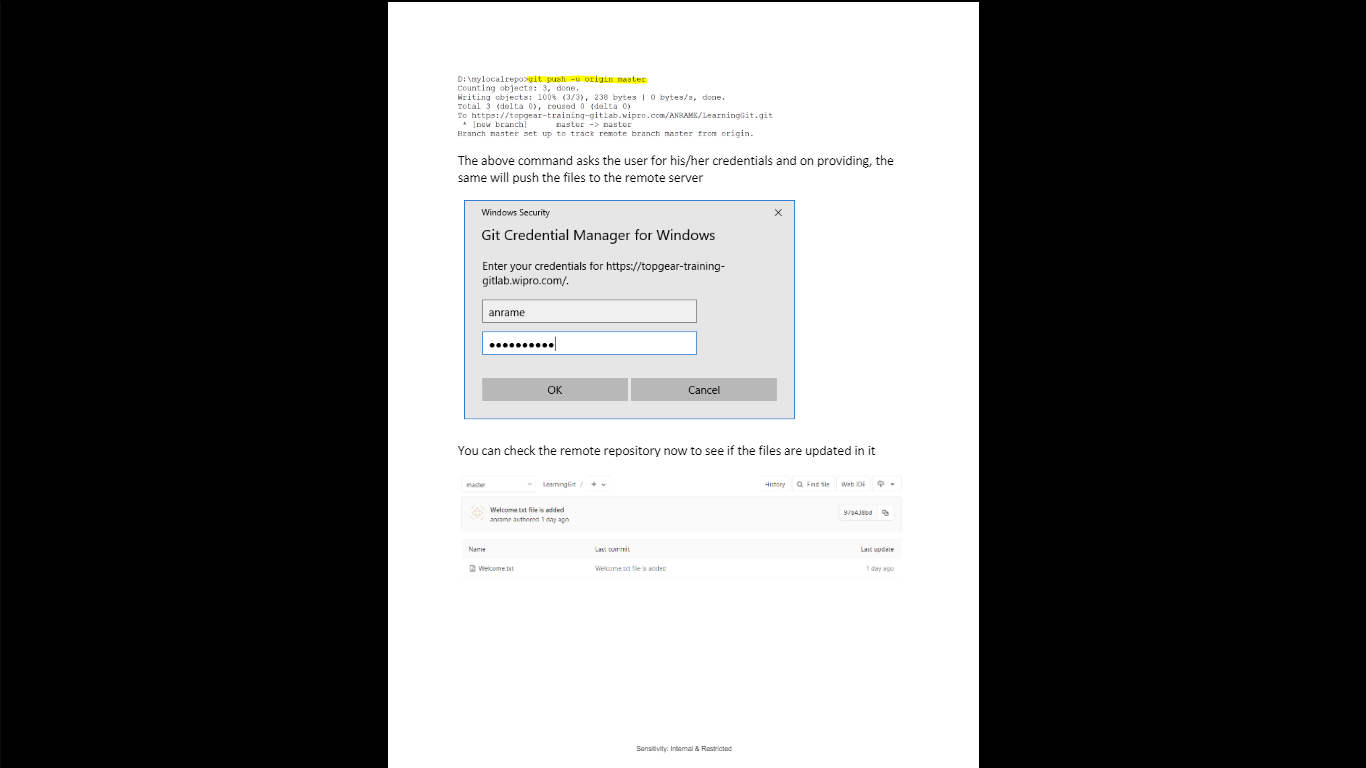 D:\mylocalrepo>git push -u origin master
Counting objects: 3, done.
Writing objects: 100% (3/3), 238 bytes | 0 bytes/s, done.
Total 3 (delta 0), reused 0 (delta 0)
To https://topgear-training-gitlab.wipro.com/ANRAME/LearningGit.git
* [new branch] master -> master
Branch master set up to track remote branch master from origin.
The above command asks the user for his/her credentials and on providing, the
same will push the files to the remote server
Windows Security
Git Credential Manager for Windows
Enter your credentials for https://topgear-training-
gitlab.wipro.com/.
anrame
••••••••••
OK Cancel
You can check the remote repository now to see if the files are updated in it
master LearningGit / + History Find file Web IDE
Welcome.txt file is added
anrame authored 1 day ago
Name Last commit Last update
Welcome.txt Welcome.txt file is added 1 day ago
Sensitivity: Internal & Restricted